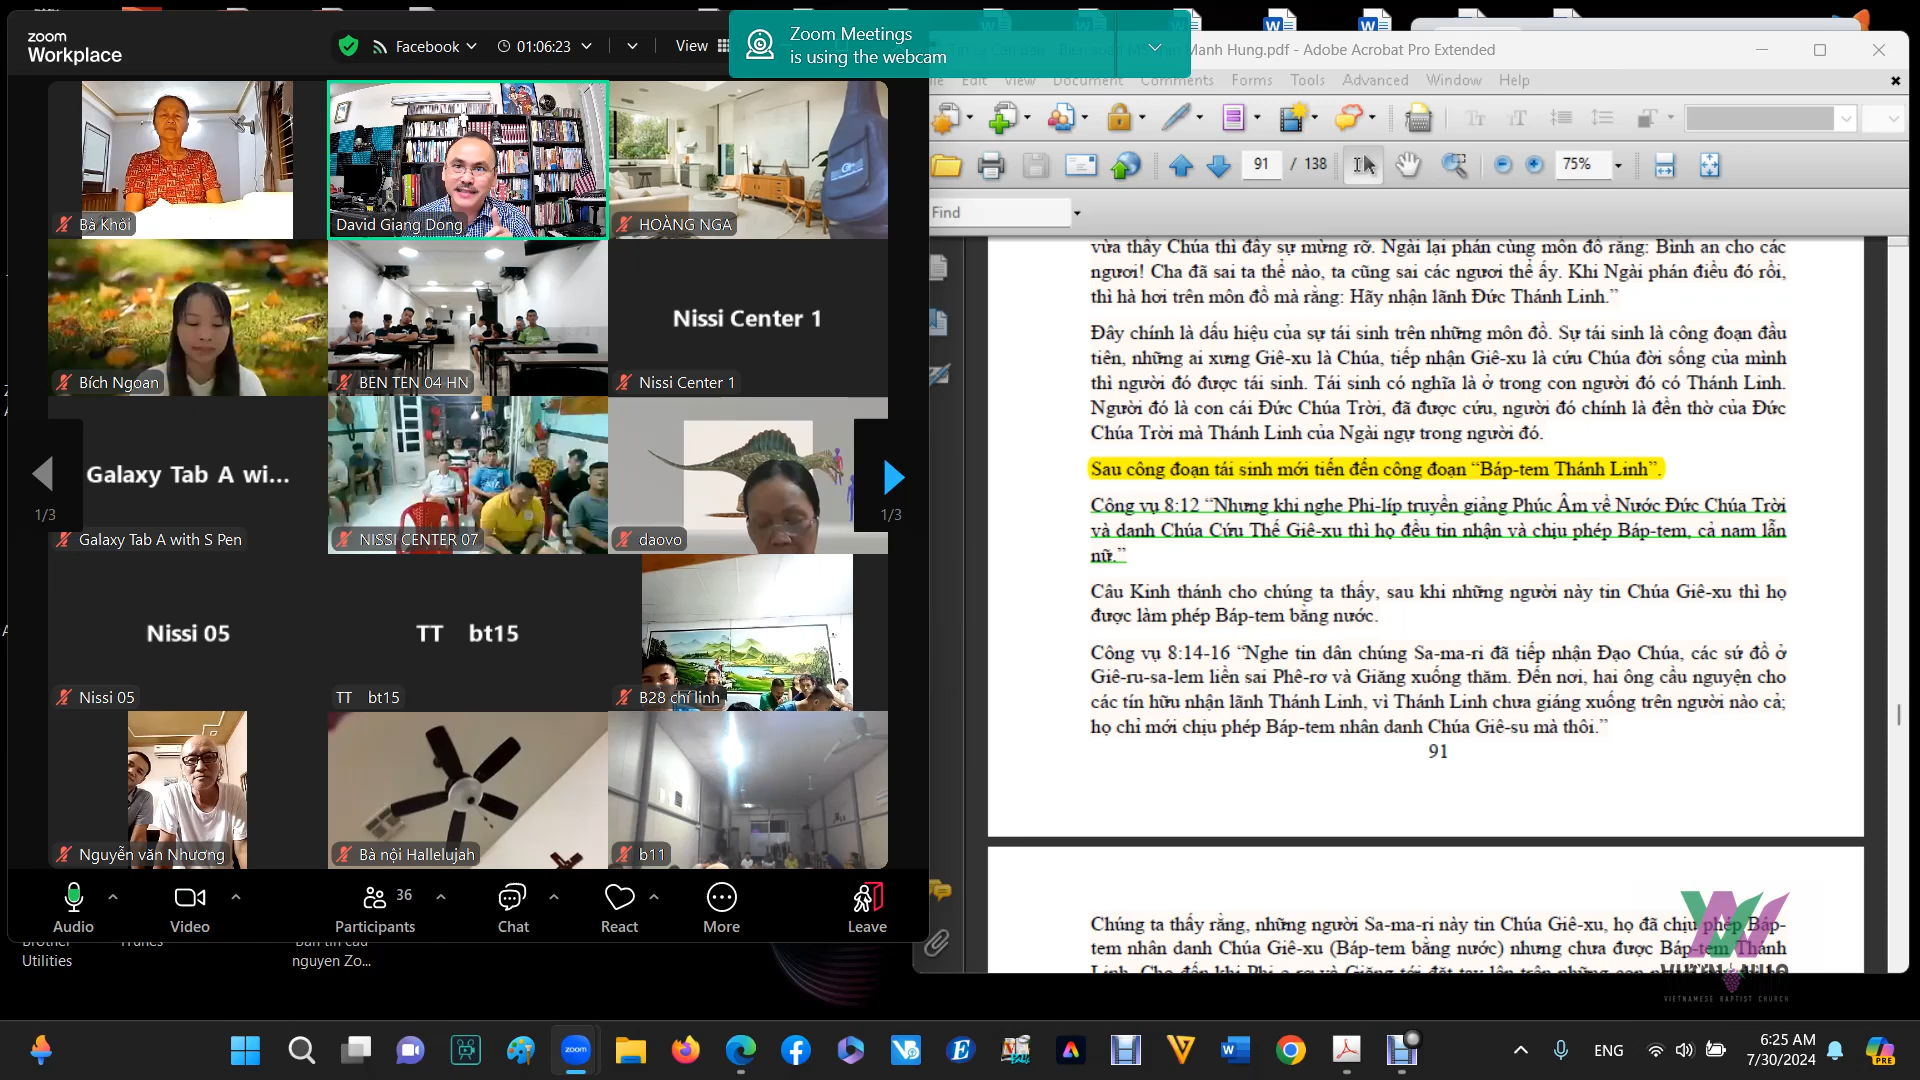 zoom
Workplace
Facebook
01:06:23
View
Zoom Meetings
is using the webcam
Manh Hung.pdf - Adobe Acrobat Pro Extended
Edit View Document Comments Forms Tools Advanced Window Help
91 / 138
75%
Find
Bà Khôi
David Giang Dong
HOÀNG NGA
Bích Ngoan
BEN TEN 04 HN
Nissi Center 1
Nissi Center 1
Galaxy Tab A wi...
Galaxy Tab A with S Pen
NISSI CENTER 07
daovo
1/3
1/3
Nissi 05
Nissi 05
TT bt15
TT bt15
B28 chí linh
Nguyễn văn Nhương
Bà nội Hallelujah
b11
Audio
Video
36
Participants
Chat
React
More
Leave
vừa thấy Chúa thì đầy sự mừng rỡ. Ngài lại phán cùng môn đồ rằng: Bình an cho các
ngươi! Cha đã sai ta thể nào, ta cũng sai các ngươi thể ấy. Khi Ngài phán điều đó rồi,
thì hà hơi trên môn đồ mà rằng: Hãy nhận lãnh Đức Thánh Linh.”
Đây chính là dấu hiệu của sự tái sinh trên những môn đồ. Sự tái sinh là công đoạn đầu
tiên, những ai xưng Giê-xu là Chúa, tiếp nhận Giê-xu là cứu Chúa đời sống của mình
thì người đó được tái sinh. Tái sinh có nghĩa là ở trong con người đó có Thánh Linh.
Người đó là con cái Đức Chúa Trời, đã được cứu, người đó chính là đền thờ của Đức
Chúa Trời mà Thánh Linh của Ngài ngự trong người đó.
Sau công đoạn tái sinh mới tiến đến công đoạn “Báp-tem Thánh Linh”.
Công vụ 8:12 “Nhưng khi nghe Phi-líp truyền giảng Phúc Âm về Nước Đức Chúa Trời
và danh Chúa Cứu Thế Giê-xu thì họ đều tin nhận và chịu phép Báp-tem, cả nam lẫn
nữ.”
Câu Kinh thánh cho chúng ta thấy, sau khi những người này tin Chúa Giê-xu thì họ
được làm phép Báp-tem bằng nước.
Công vụ 8:14-16 “Nghe tin dân chúng Sa-ma-ri đã tiếp nhận Đạo Chúa, các sứ đồ ở
Giê-ru-sa-lem liền sai Phê-rơ và Giăng xuống thăm. Đến nơi, hai ông cầu nguyện cho
các tín hữu nhận lãnh Thánh Linh, vì Thánh Linh chưa giáng xuống trên người nào cả;
họ chỉ mới chịu phép Báp-tem nhân danh Chúa Giê-su mà thôi.”
91
Chúng ta thấy rằng, những người Sa-ma-ri này tin Chúa Giê-xu, họ đã chịu phép Báp-
tem nhân danh Chúa Giê-xu (Báp-tem bằng nước) nhưng chưa được Báp-tem Thánh
VIETNAMESE BAPTIST CHURCH
Brother
Utilities
iTunes
Ban tin cau
nguyen Zo...
zoom
ENG
6:25 AM
7/30/2024
PRE